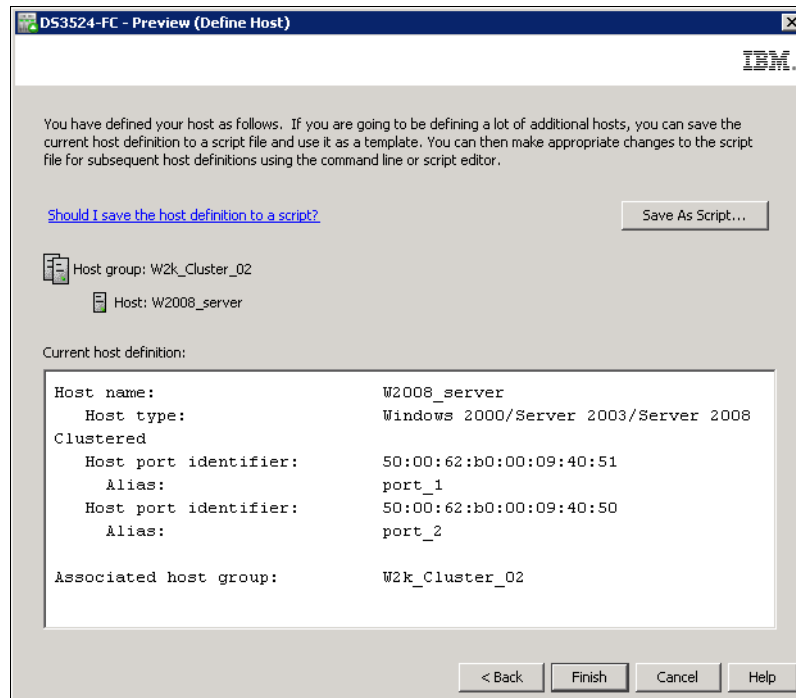 DS3524-FC - Preview (Define Host)
IBM.
You have defined your host as follows. If you are going to be defining a lot of additional hosts, you can save the
current host definition to a script file and use it as a template. You can then make appropriate changes to the script
file for subsequent host definitions using the command line or script editor.
Should I save the host definition to a script?
Save As Script...
Host group: W2k_Cluster_02
Host: W2008_server
Current host definition:
Host name: W2008_server
Host type: Windows 2000/Server 2003/Server 2008
Clustered
Host port identifier: 50:00:62:b0:00:09:40:51
Alias: port_1
Host port identifier: 50:00:62:b0:00:09:40:50
Alias: port_2
Associated host group: W2k_Cluster_02
< Back Finish Cancel Help